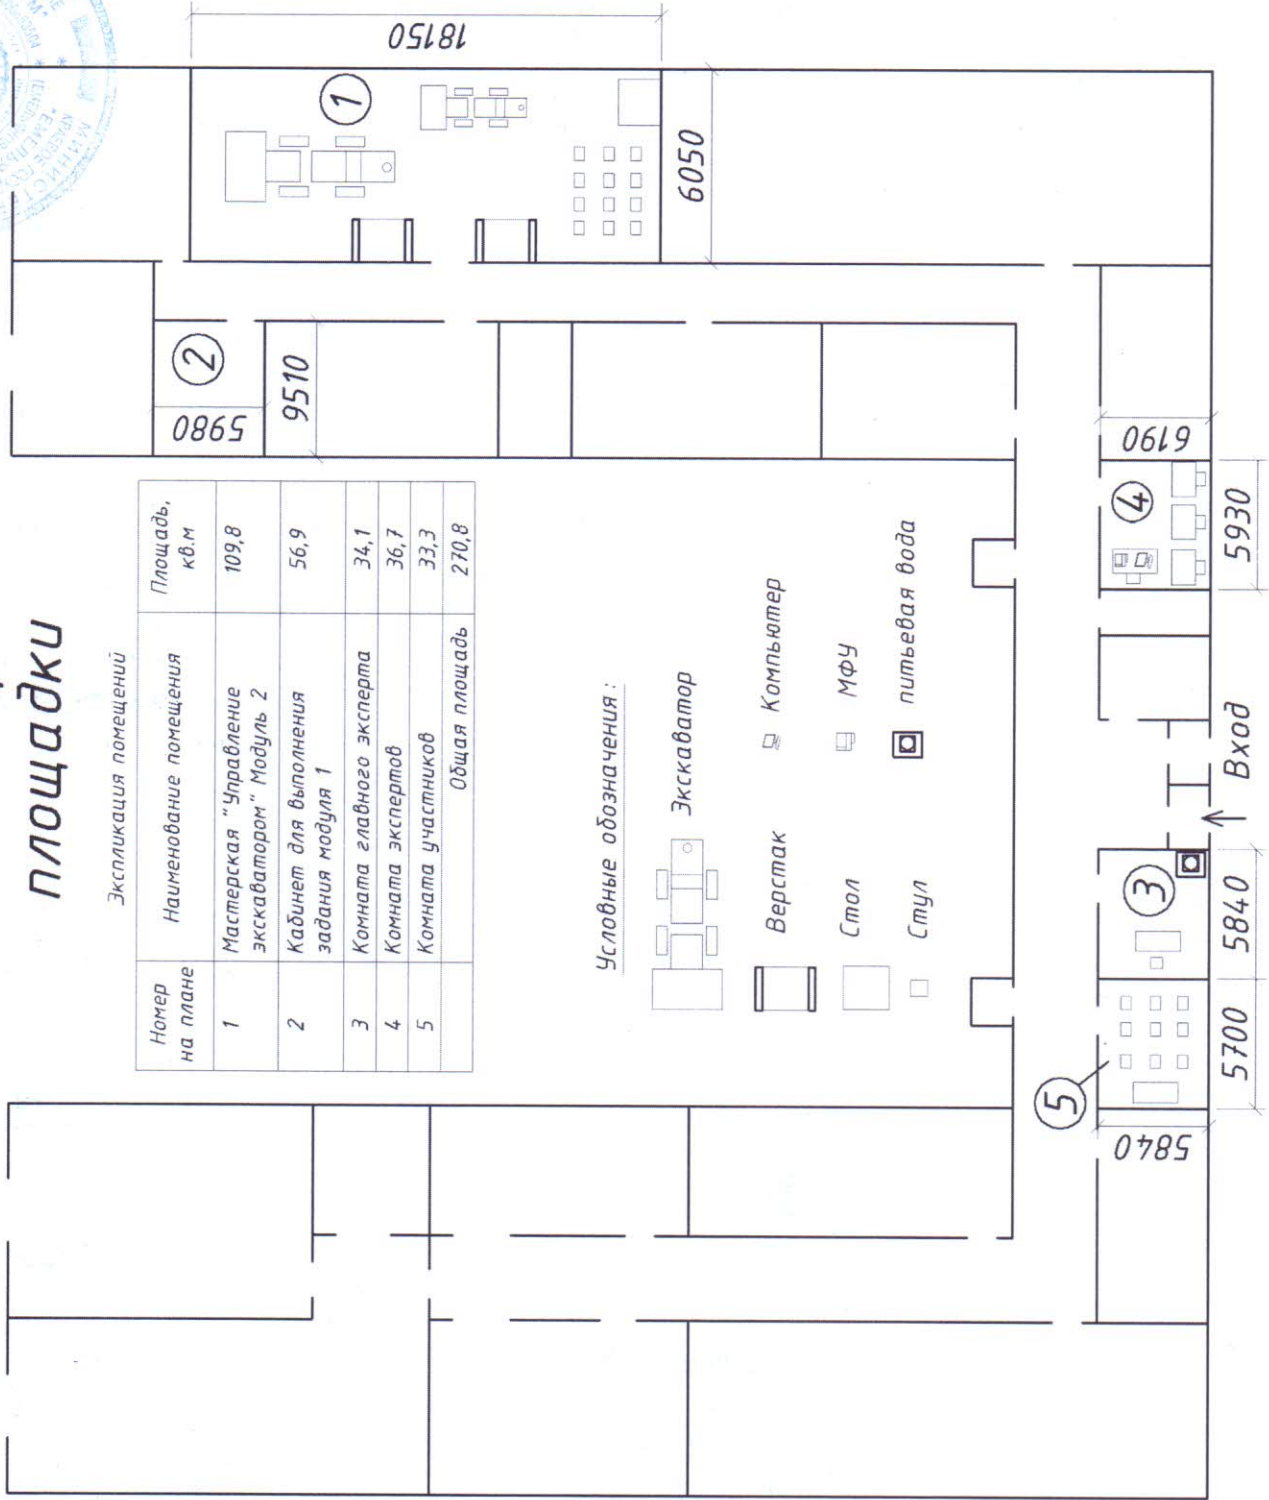 площадки
Экспликация помещений
Номер на плане
Наименование помещения
Площадь, кв.м
1
Мастерская "Управление
экскаватором" Модуль 2
109,8
2
Кабинет для выполнения
задания модуля 1
56,9
3 Комната главного эксперта 34,1
4 Комната экспертов 36,7
5 Комната участников 33,3
Общая площадь 270,8
Условные обозначения:
Экскаватор
Верстак
Компьютер
Стол
МФУ
Стул
питьевая вода
1
18150
6050
2
5980
9510
4
6190
5930
Вход
3
5840
5
5700
5840